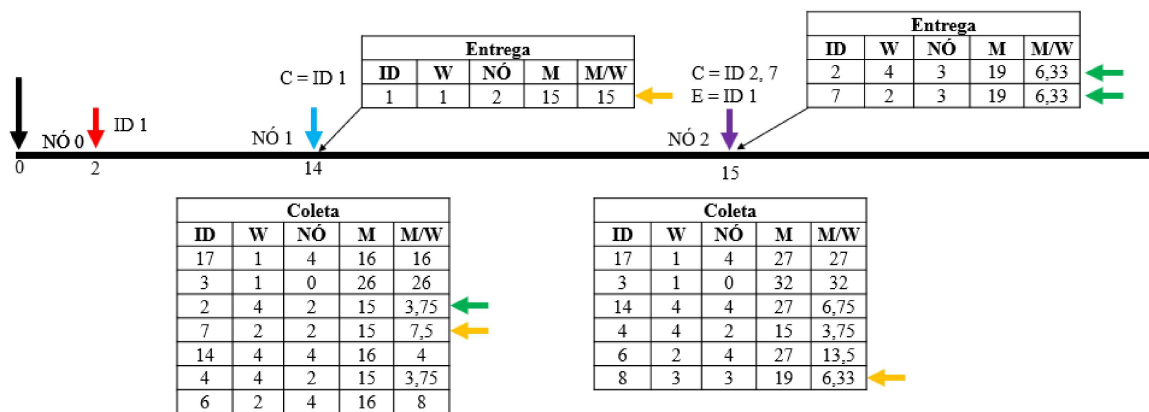 Entrega
ID W NÓ M M/W
1 1 2 15 15
Entrega
ID W NÓ M M/W
2 4 3 19 6,33
7 2 3 19 6,33
C = ID 1
C = ID 2, 7
E = ID 1
NÓ 0
ID 1
NÓ 1
NÓ 2
0
2
14
15
Coleta
ID W NÓ M M/W
17 1 4 16 16
3 1 0 26 26
2 4 2 15 3,75
7 2 2 15 7,5
14 4 4 16 4
4 4 2 15 3,75
6 2 4 16 8
Coleta
ID W NÓ M M/W
17 1 4 27 27
3 1 0 32 32
14 4 4 27 6,75
4 4 2 15 3,75
6 2 4 27 13,5
8 3 3 19 6,33